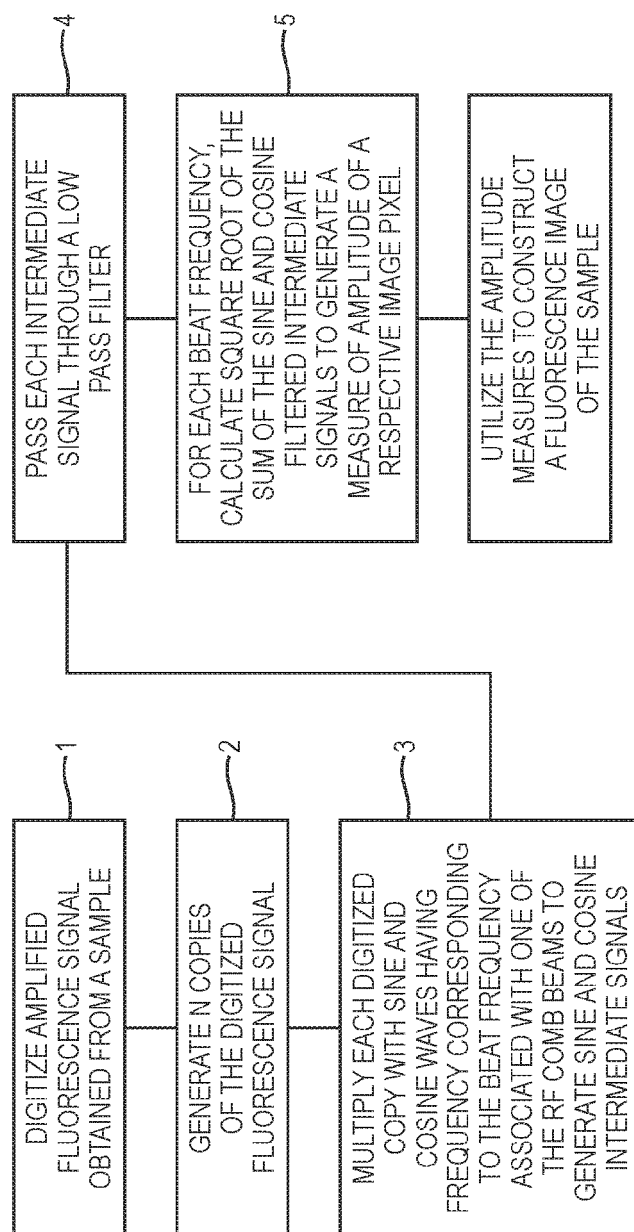 DIGITIZE AMPLIFIED
FLUORESCENCE SIGNAL
OBTAINED FROM A SAMPLE
1
GENERATE N COPIES
OF THE DIGITIZED
FLUORESCENCE SIGNAL
2
MULTIPLY EACH DIGITIZED
COPY WITH SINE AND
COSINE WAVES HAVING
FREQUENCY CORRESPONDING
TO THE BEAT FREQUENCY
ASSOCIATED WITH ONE OF
THE RF COMB BEAMS TO
GENERATE SINE AND COSINE
INTERMEDIATE SIGNALS
3
PASS EACH INTERMEDIATE
SIGNAL THROUGH A LOW
PASS FILTER
4
FOR EACH BEAT FREQUENCY,
CALCULATE SQUARE ROOT OF THE
SUM OF THE SINE AND COSINE
FILTERED INTERMEDIATE
SIGNALS TO GENERATE A
MEASURE OF AMPLITUDE OF A
RESPECTIVE IMAGE PIXEL
5
UTILIZE THE AMPLITUDE
MEASURES TO CONSTRUCT
A FLUORESCENCE IMAGE
OF THE SAMPLE